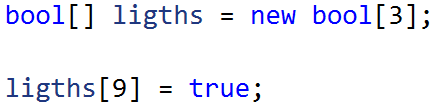 bool[] ligths = new bool[3];
ligths[9] = true;